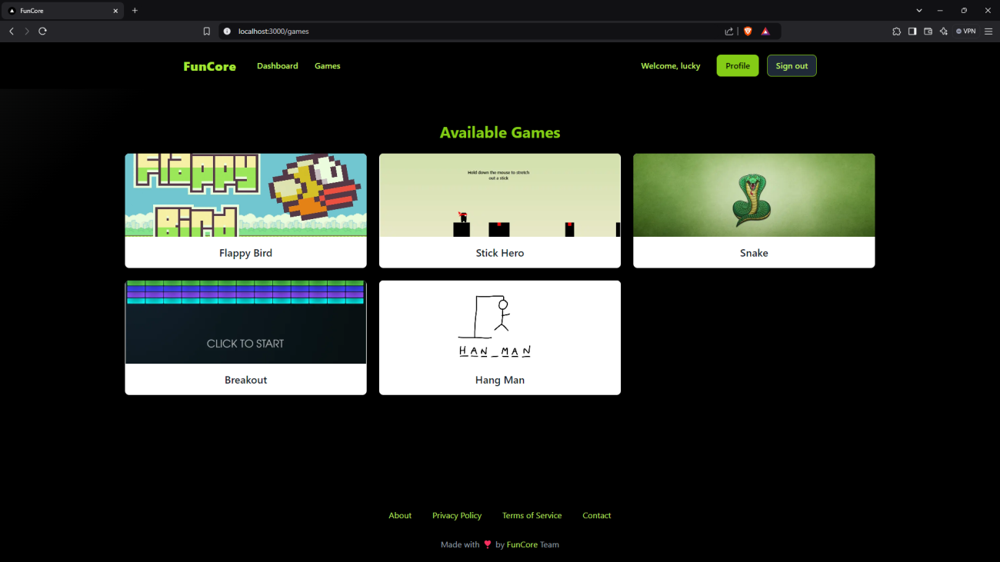 FunCore
localhost:3000/games
VPN
FunCore Dashboard Games Welcome, lucky Profile Sign out
Available Games
Flappy
Bird
Hold down the mouse to stretch
out a stick
Flappy Bird
Stick Hero
Snake
CLICK TO START
HAN_MAN
Breakout
Hang Man
About Privacy Policy Terms of Service Contact
Made with by FunCore Team